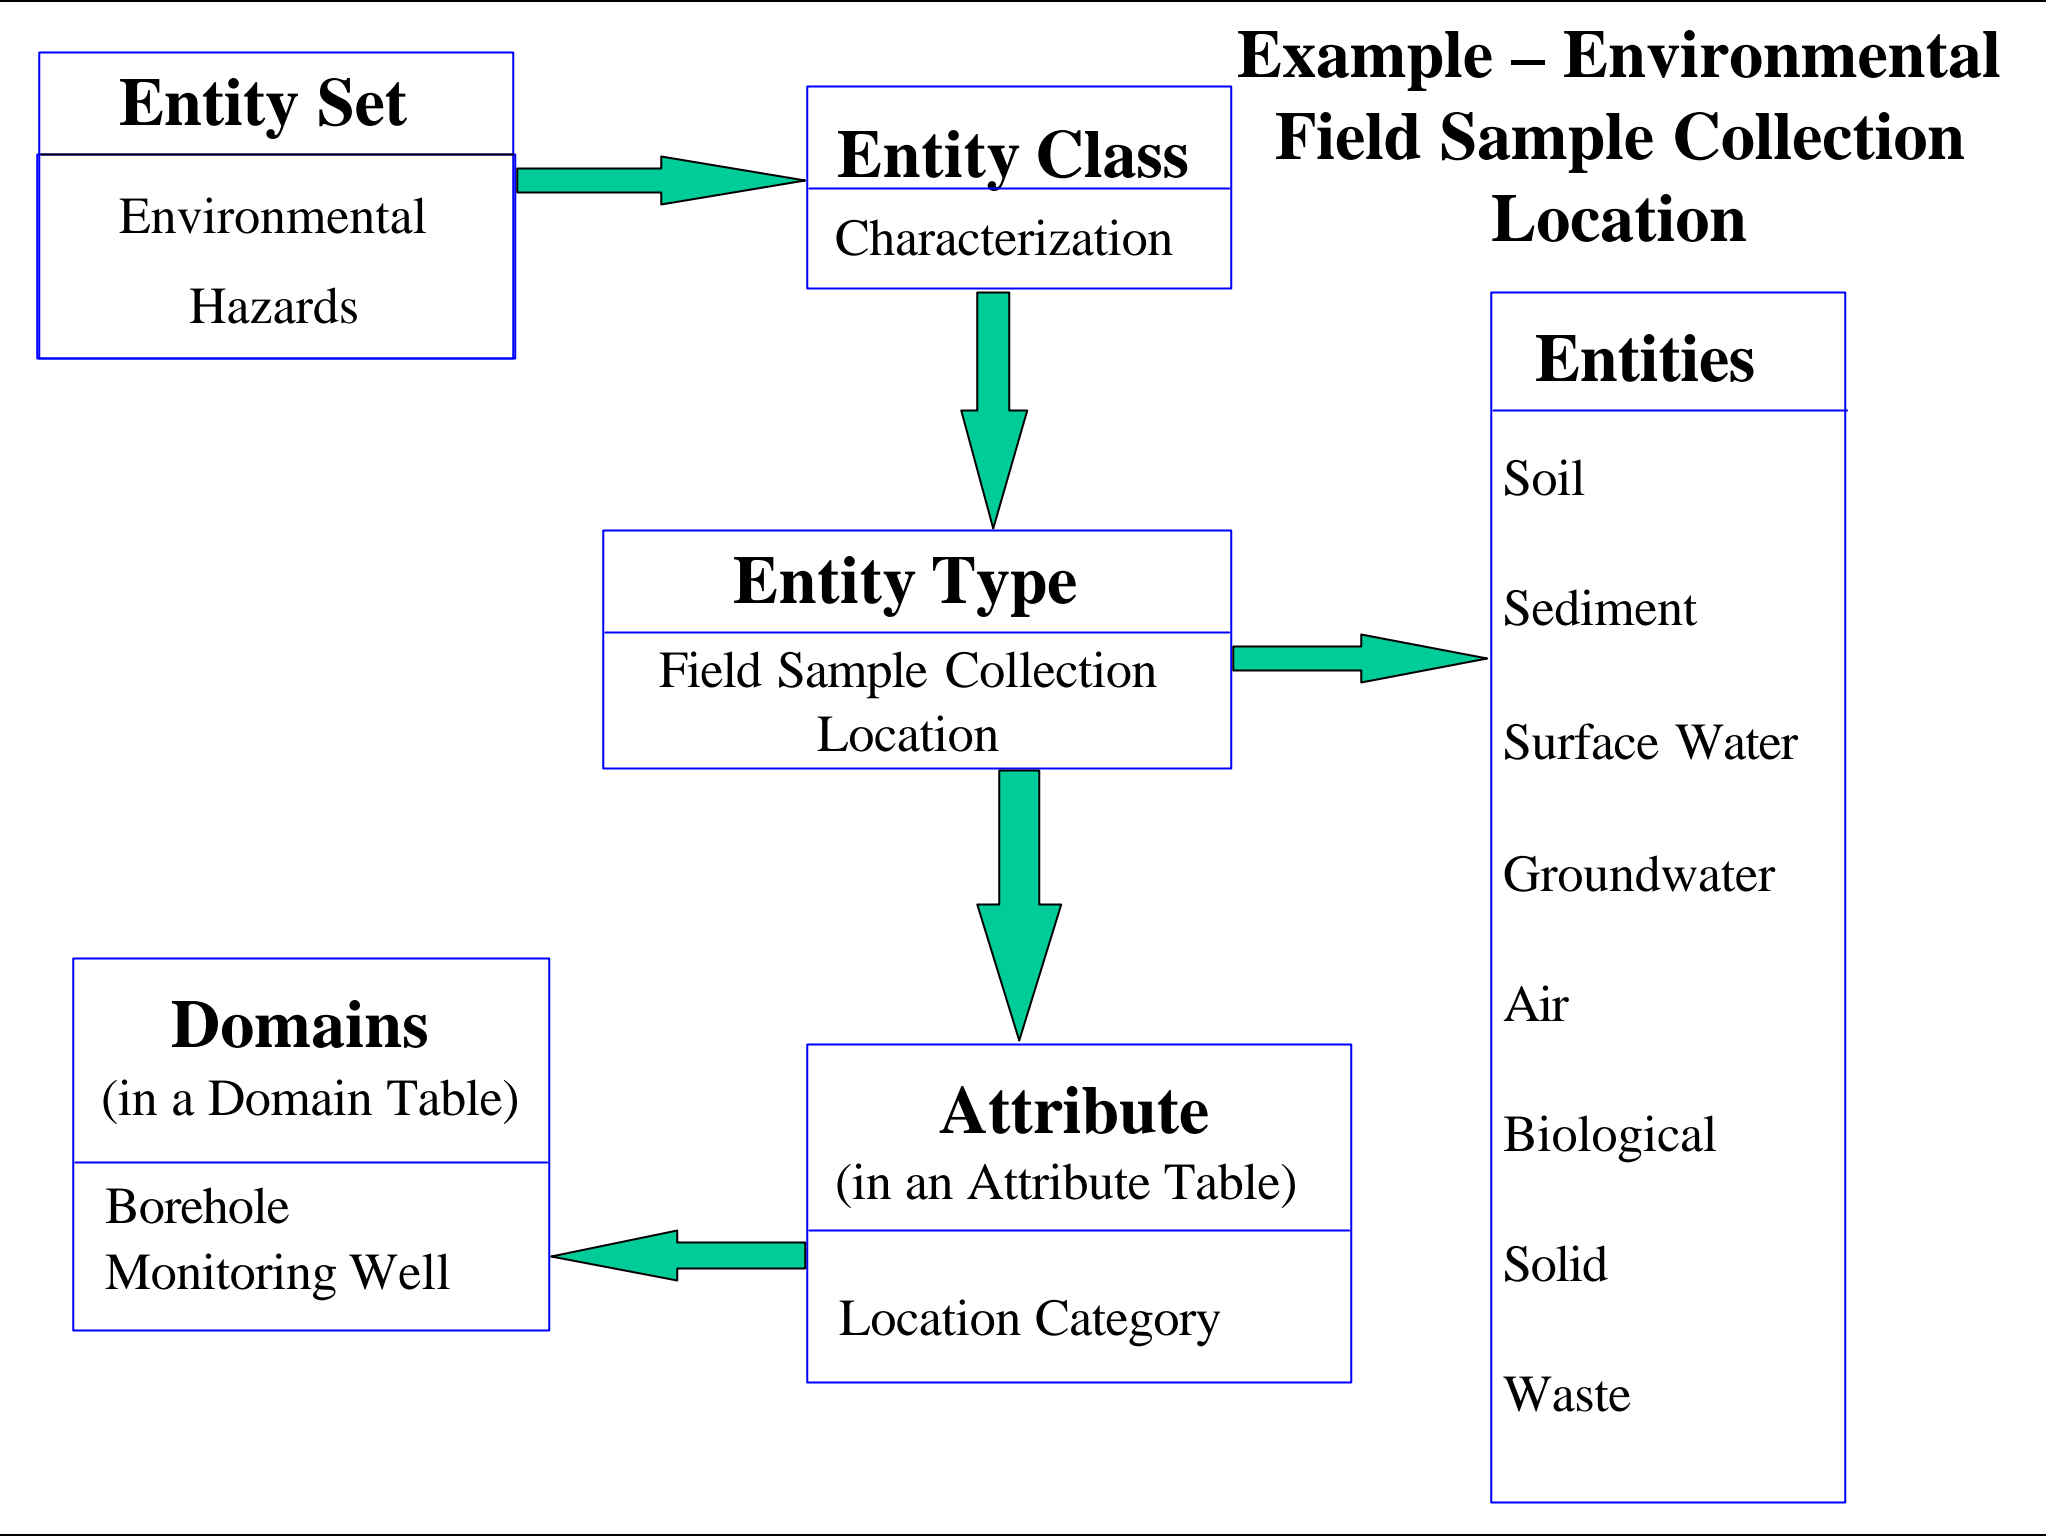 Example – Environmental
Field Sample Collection
Location
Entity Set
Environmental
Hazards
Entity Class
Characterization
Entity Type
Field Sample Collection
Location
Entities
Soil
Sediment
Surface Water
Groundwater
Air
Biological
Solid
Waste
Attribute
(in an Attribute Table)
Location Category
Domains
(in a Domain Table)
Borehole
Monitoring Well